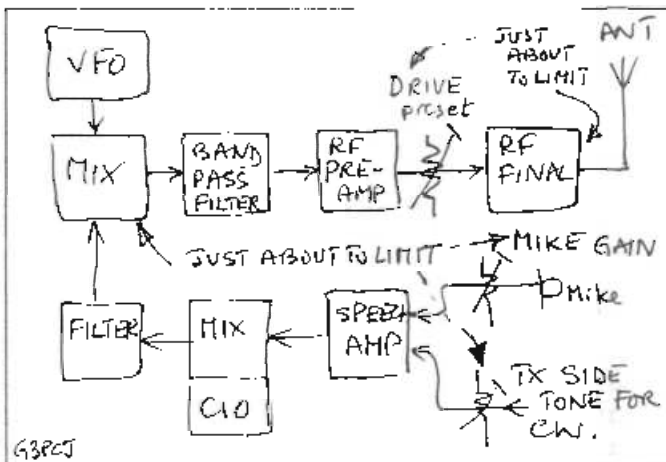 VFO
MIX
BAND
PASS
FILTER
RF
PRE-
AMP
DRIVE
preset
JUST
ABOUT
TO LIMIT
ANT
RF
FINAL
JUST ABOUT TO LIMIT
MIKE GAIN
Mike
FILTER
MIX
CIO
SPEECH
AMP
TX SIDE
TONE FOR
CW.
G3PCJ